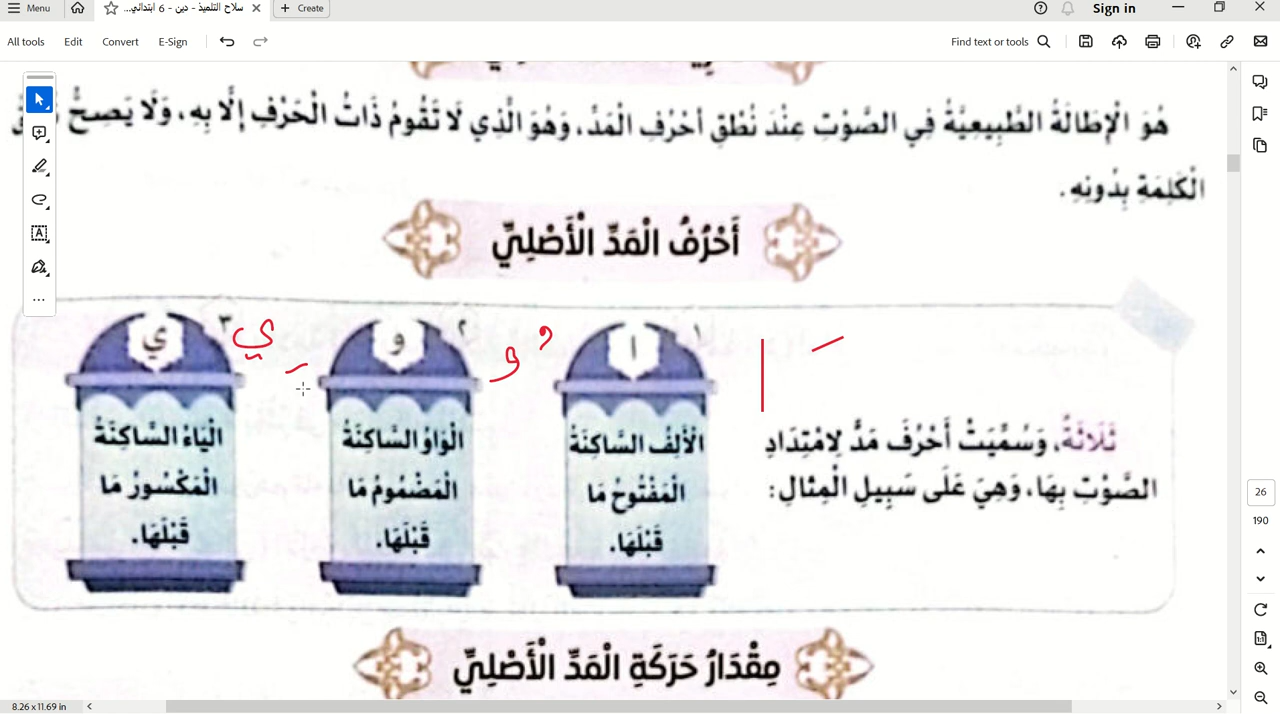 Menu
سلاح التلميذ - دين - 6 ابتدائي...
Create
Sign in
All tools
Edit
Convert
E-Sign
Find text or tools
هُوَ الْإِطَالَةُ الطَّبِيعِيَّةُ فِي الصَّوْتِ عِنْدَ نُطْقِ أَحْرُفِ الْمَدِّ، وَهُوَ الَّذِي لَا تَقُومُ ذَاتُ الْحَرْفِ إِلَّا بِهِ، وَلَا يَصِحُّ
الْكَلِمَةِ بِدُونِهِ.
أَحْرُفُ الْمَدِّ الْأَصْلِيِّ
ثَلَاثَةٌ، وَسُمِّيَتْ أَحْرُفَ مَدٍّ لِامْتِدَادِ
الصَّوْتِ بِهَا، وَهِيَ عَلَى سَبِيلِ الْمِثَالِ:
١
ا
الْأَلِفُ السَّاكِنَةُ
الْمَفْتُوحُ مَا
قَبْلَهَا.
ا
و
٢
و
الْوَاوُ السَّاكِنَةُ
الْمَضْمُومُ مَا
قَبْلَهَا.
ي
٣
ي
الْيَاءُ السَّاكِنَةُ
الْمَكْسُورُ مَا
قَبْلَهَا.
مِقْدَارُ حَرَكَةِ الْمَدِّ الْأَصْلِيِّ
26
190
8.26 x 11.69 in